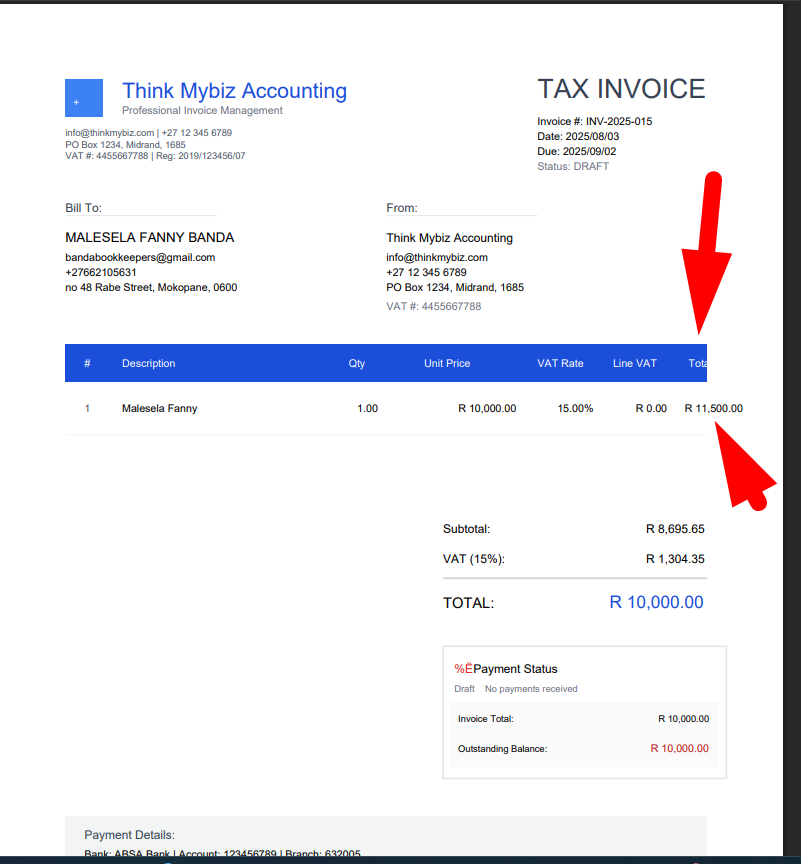 +
Think Mybiz Accounting
Professional Invoice Management
info@thinkmybiz.com | +27 12 345 6789
PO Box 1234, Midrand, 1685
VAT #: 4455667788 | Reg: 2019/123456/07
TAX INVOICE
Invoice #: INV-2025-015
Date: 2025/08/03
Due: 2025/09/02
Status: DRAFT
Bill To:
MALESELA FANNY BANDA
bandabookkeepers@gmail.com
+27662105631
no 48 Rabe Street, Mokopane, 0600
From:
Think Mybiz Accounting
info@thinkmybiz.com
+27 12 345 6789
PO Box 1234, Midrand, 1685
VAT #: 4455667788
# Description Qty Unit Price VAT Rate Line VAT Tota
1 Malesela Fanny 1.00 R 10,000.00 15.00% R 0.00 R 11,500.00
Subtotal: R 8,695.65
VAT (15%): R 1,304.35
TOTAL: R 10,000.00
%ËPayment Status
Draft No payments received
Invoice Total: R 10,000.00
Outstanding Balance: R 10,000.00
Payment Details:
Bank: ABSA Bank | Account: 123456789 | Branch: 632005